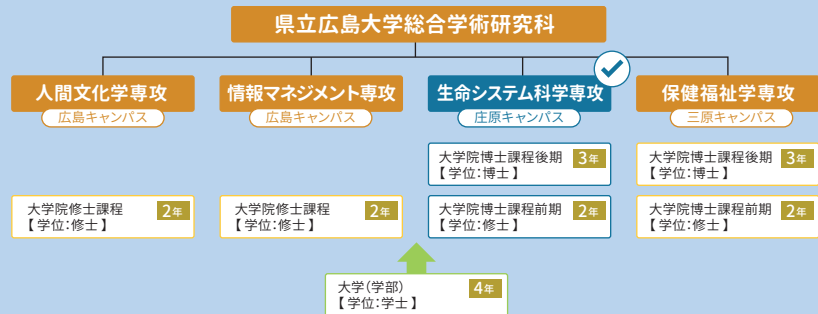 県立広島大学総合学術研究科
人間文化学専攻
広島キャンパス
情報マネジメント専攻
広島キャンパス
生命システム科学専攻
庄原キャンパス
保健福祉学専攻
三原キャンパス
大学院博士課程後期 3年
【学位:博士】
大学院博士課程後期 3年
【学位:博士】
大学院修士課程 2年
【学位:修士】
大学院修士課程 2年
【学位:修士】
大学院博士課程前期 2年
【学位:修士】
大学院博士課程前期 2年
【学位:修士】
大学(学部) 4年
【学位:学士】